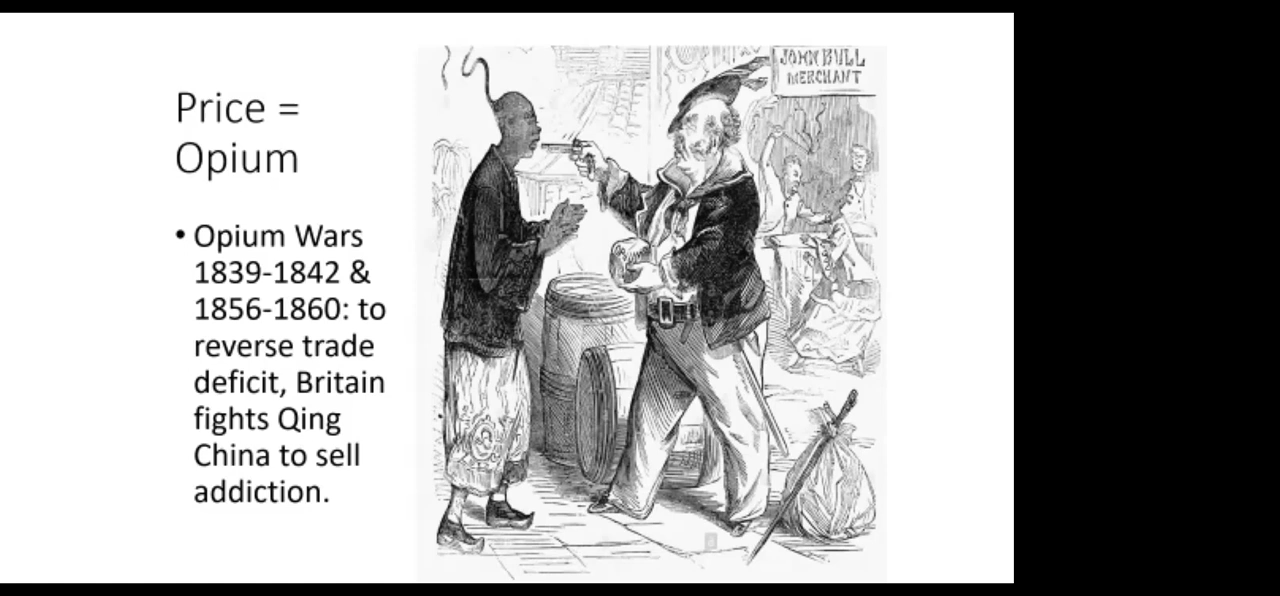 Price =
Opium
• Opium Wars
1839-1842 &
1856-1860: to
reverse trade
deficit, Britain
fights Qing
China to sell
addiction.
JOHN BULL
MERCHANT